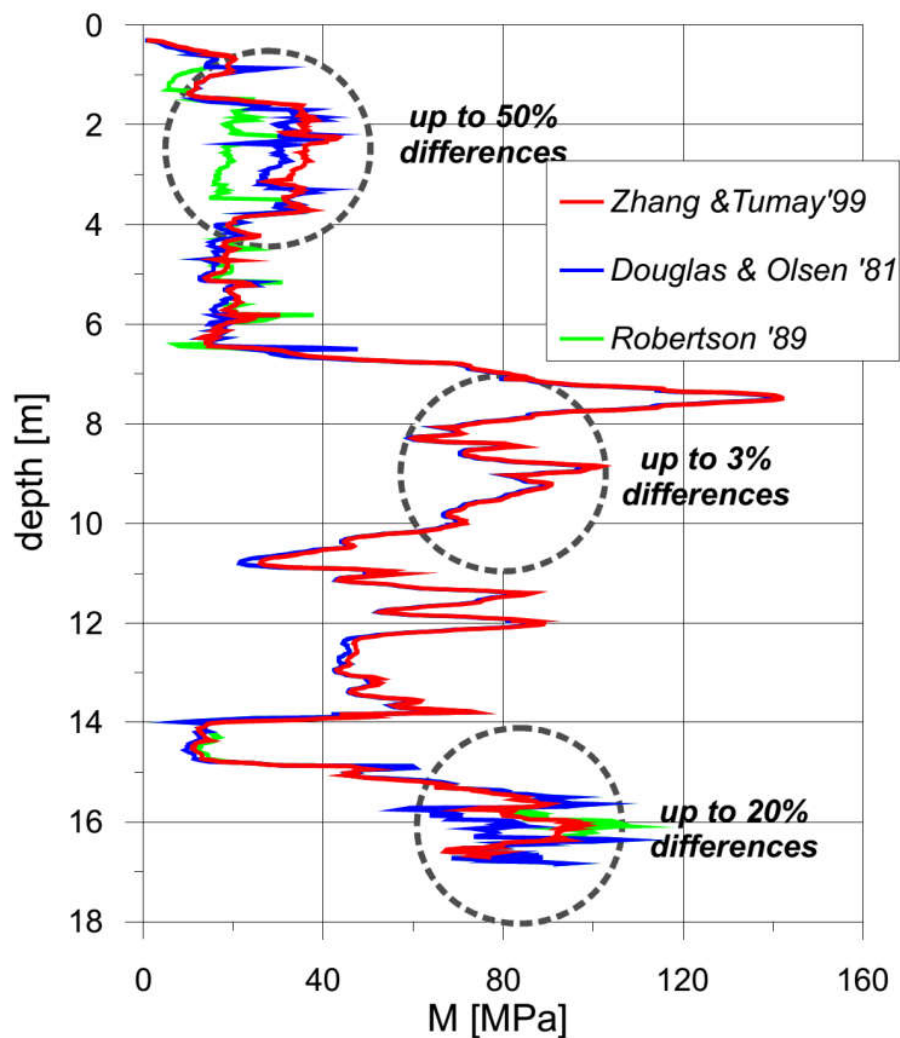 0
2
4
6
8
10
12
14
16
18
depth [m]
up to 50%
differences
Zhang &Tumay'99
Douglas & Olsen '81
Robertson '89
up to 3%
differences
up to 20%
differences
0
40
80
120
160
M [MPa]